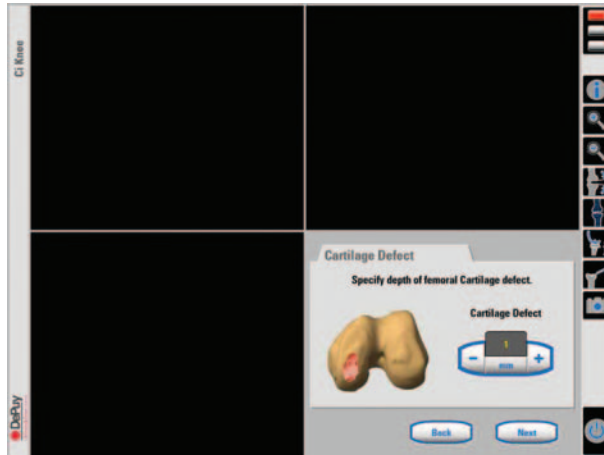 Ci Knee
DePuy
Cartilage Defect
Specify depth of femoral Cartilage defect.
Cartilage Defect
1
mm
Back
Next